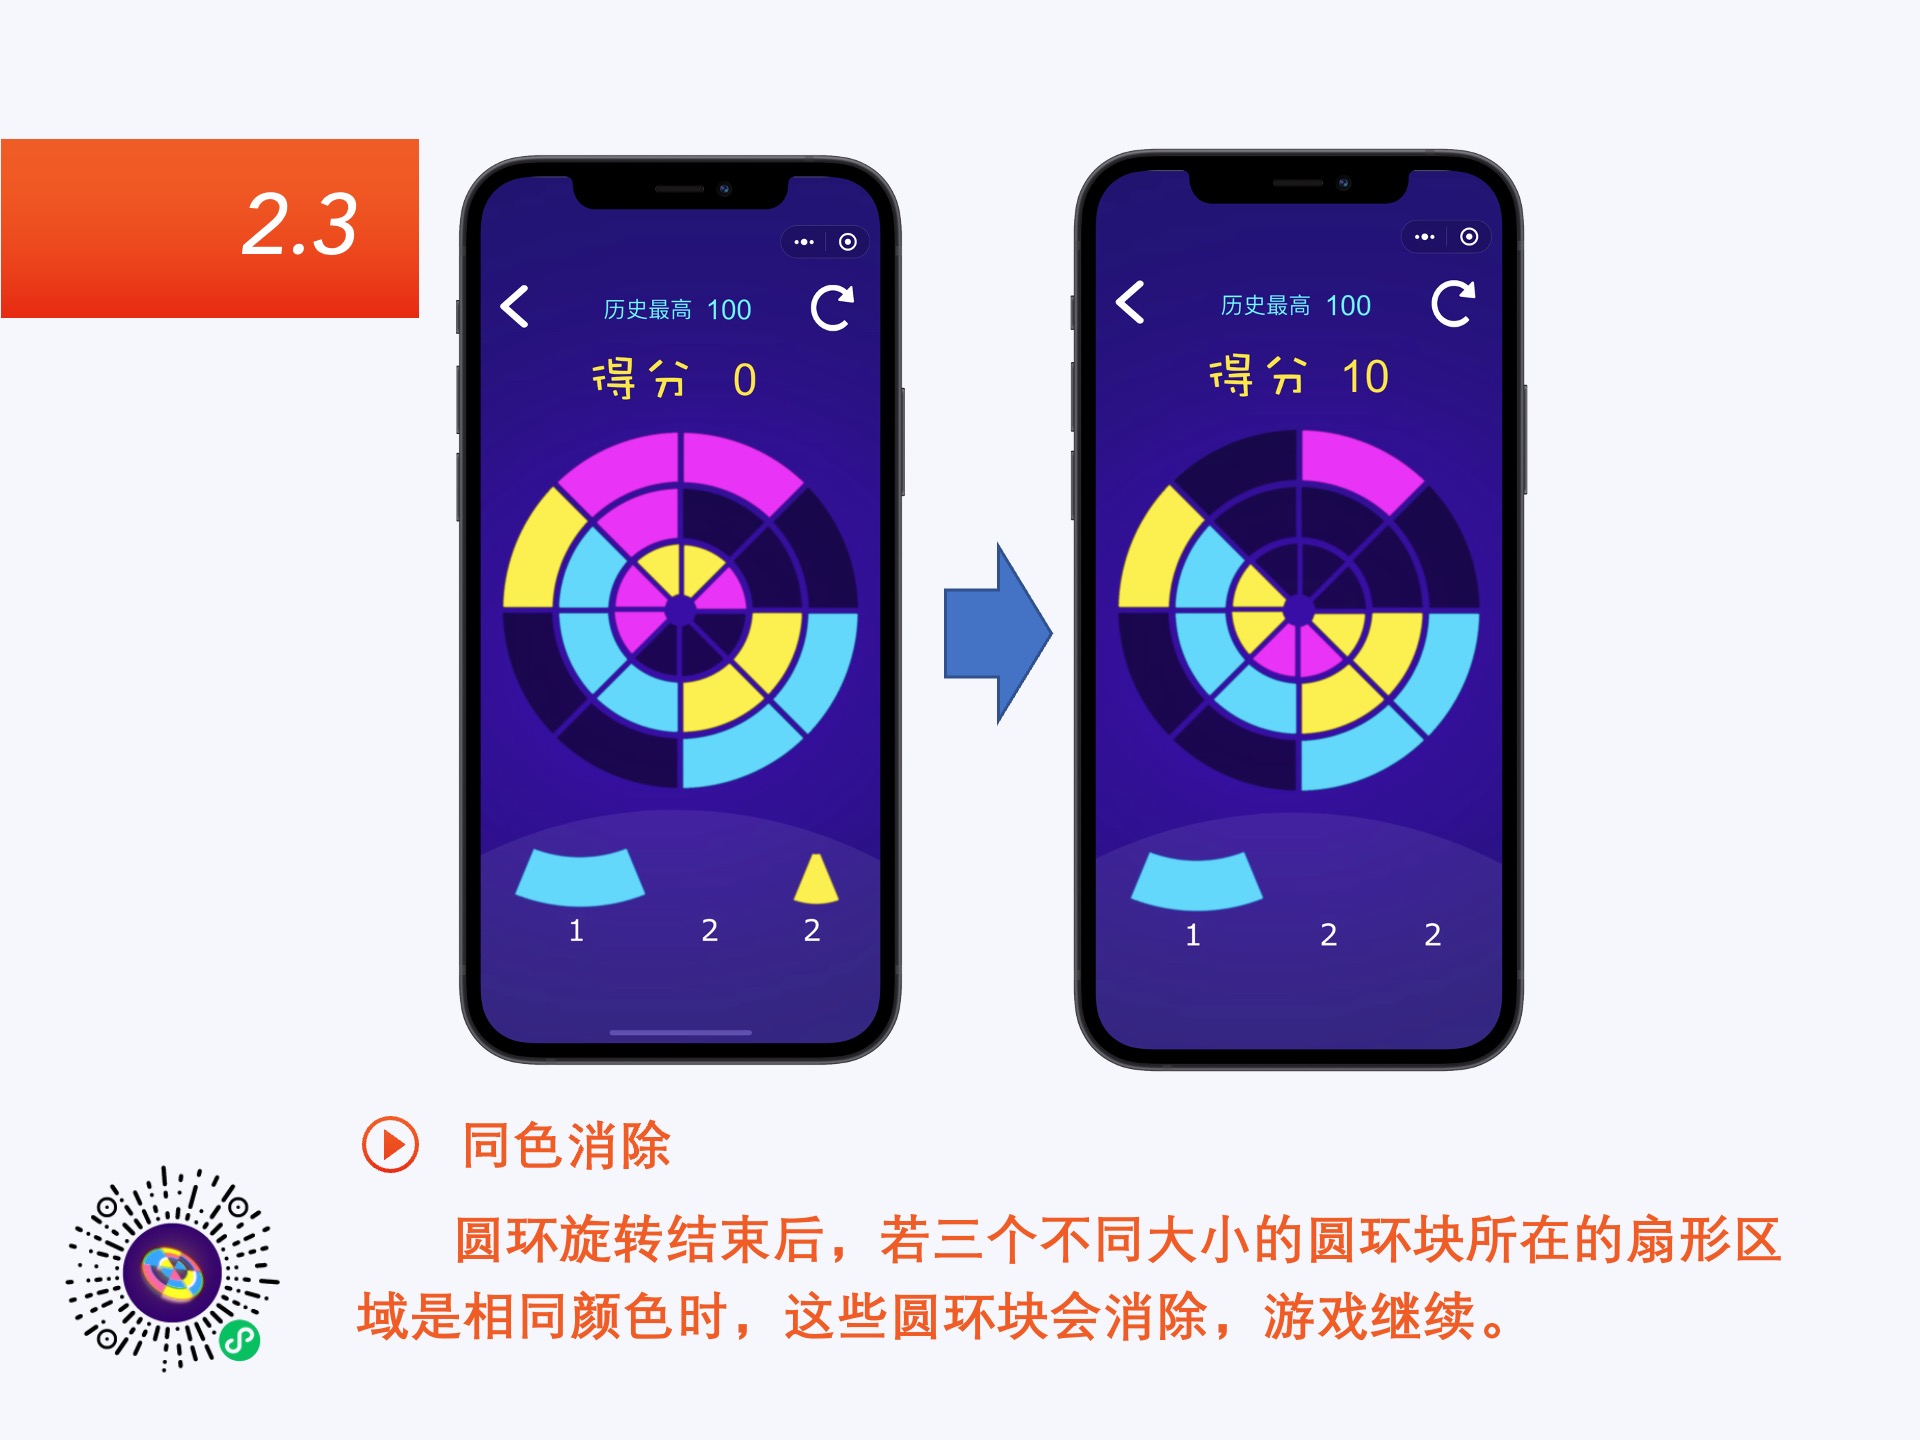 2.3
历史最高 100
得分 0
1 2 2
历史最高 100
得分 10
1 2 2
同色消除
圆环旋转结束后，若三个不同大小的圆环块所在的扇形区
域是相同颜色时，这些圆环块会消除，游戏继续。